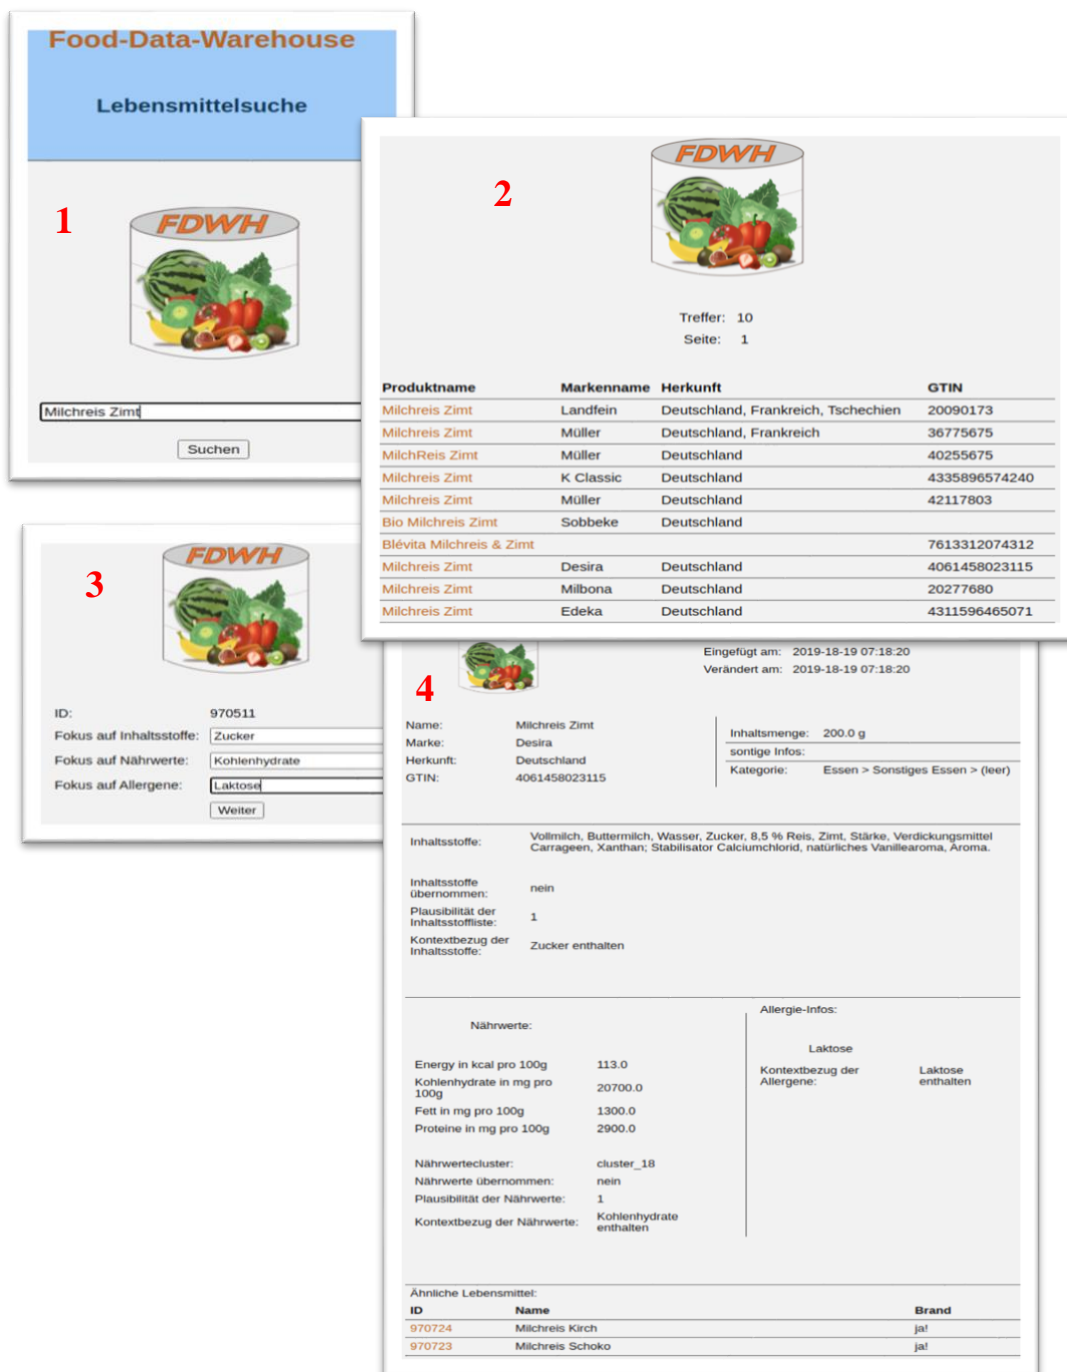 Food-Data-Warehouse
Lebensmittelsuche
1
FDWH
Milchreis Zimt
Suchen
2
FDWH
Treffer: 10
Seite: 1
Produktname Markenname Herkunft GTIN
Milchreis Zimt Landfein Deutschland, Frankreich, Tschechien 20090173
Milchreis Zimt Müller Deutschland, Frankreich 36775675
MilchReis Zimt Müller Deutschland 40255675
Milchreis Zimt K Classic Deutschland 4335896574240
Milchreis Zimt Müller Deutschland 42117803
Bio Milchreis Zimt Sobbeke Deutschland
Blévita Milchreis & Zimt 7613312074312
Milchreis Zimt Desira Deutschland 4061458023115
Milchreis Zimt Milbona Deutschland 20277680
Milchreis Zimt Edeka Deutschland 4311596465071
3
FDWH
ID: 970511
Fokus auf Inhaltsstoffe: Zucker
Fokus auf Nährwerte: Kohlenhydrate
Fokus auf Allergene: Laktose
Weiter
4
Eingefügt am: 2019-18-19 07:18:20
Verändert am: 2019-18-19 07:18:20
Name: Milchreis Zimt
Marke: Desira
Herkunft: Deutschland
GTIN: 4061458023115
Inhaltsmenge: 200.0 g
sontige Infos:
Kategorie: Essen > Sonstiges Essen > (leer)
Inhaltsstoffe: Vollmilch, Buttermilch, Wasser, Zucker, 8,5 % Reis, Zimt, Stärke, Verdickungsmittel
Carrageen, Xanthan; Stabilisator Calciumchlorid, natürliches Vanillearoma, Aroma.
Inhaltsstoffe
übernommen: nein
Plausibilität der
Inhaltsstoffliste: 1
Kontextbezug der
Inhaltsstoffe: Zucker enthalten
Nährwerte:
Energy in kcal pro 100g 113.0
Kohlenhydrate in mg pro
100g 20700.0
Fett in mg pro 100g 1300.0
Proteine in mg pro 100g 2900.0
Nährwertecluster: cluster_18
Nährwerte übernommen: nein
Plausibilität der Nährwerte: 1
Kontextbezug der Nährwerte: Kohlenhydrate
enthalten
Allergie-Infos:
Laktose
Kontextbezug der Laktose
Allergene: enthalten
Ähnliche Lebensmittel:
ID Name Brand
970724 Milchreis Kirch ja!
970723 Milchreis Schoko ja!